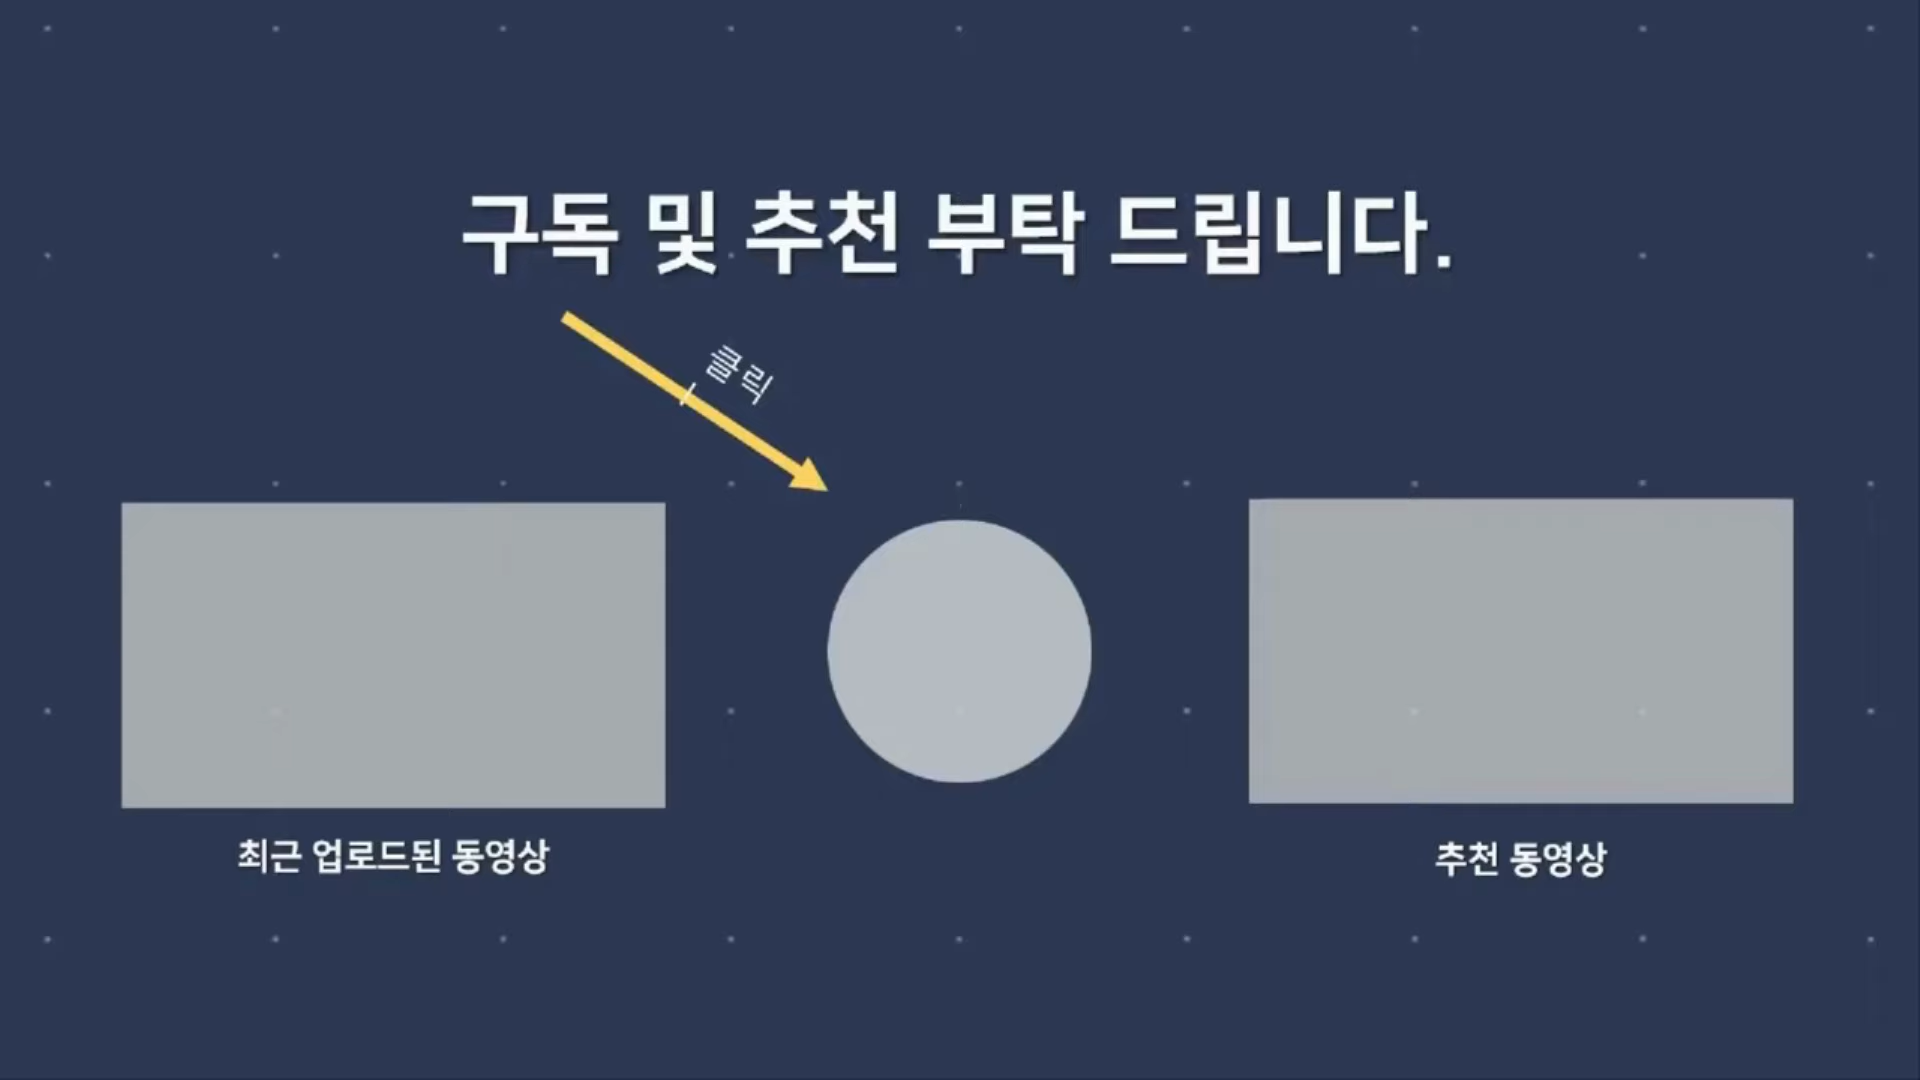 구독 및 추천 부탁 드립니다.
클릭
최근 업로드된 동영상
추천 동영상